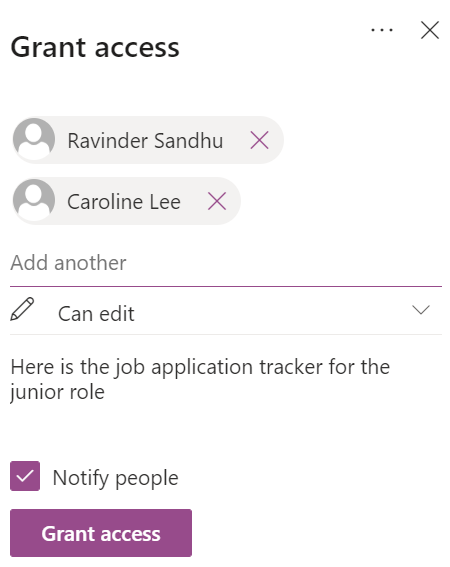 Grant access
Ravinder Sandhu
Caroline Lee
Add another
Can edit
Here is the job application tracker for the
junior role
Notify people
Grant access